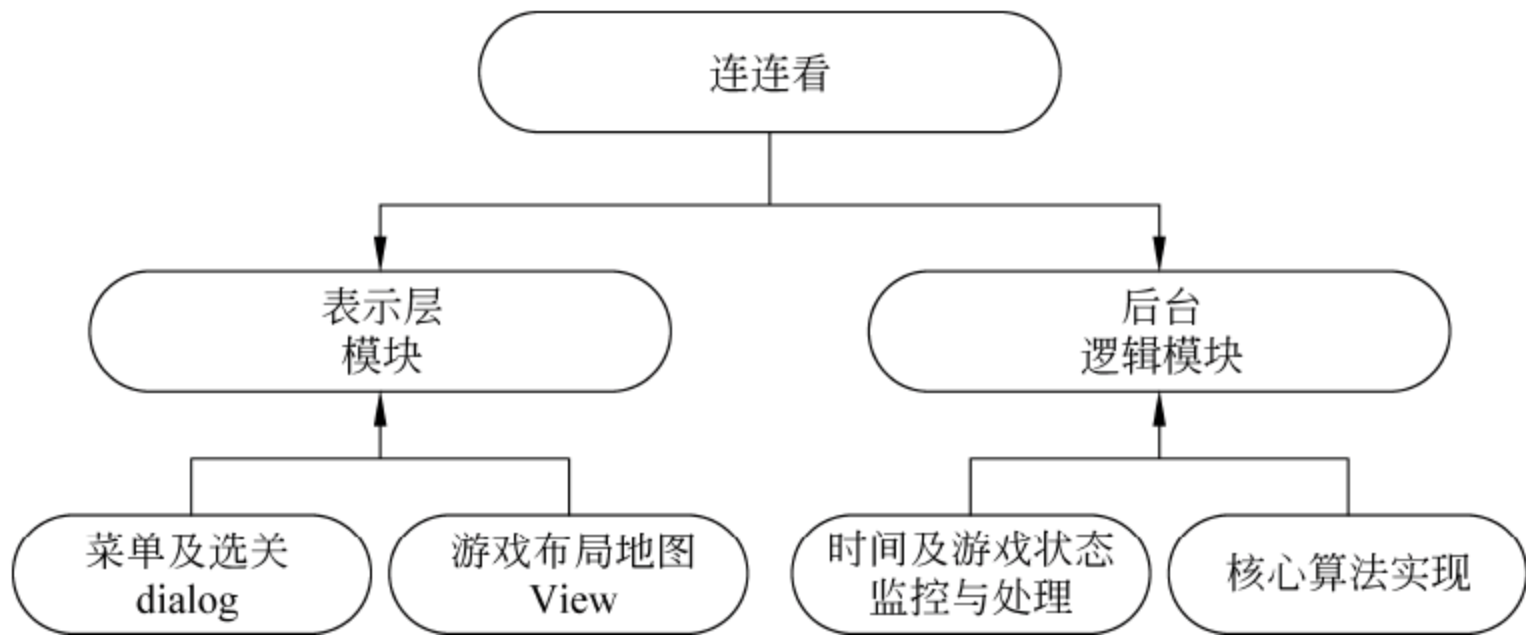 连连看
表示层
模块
后台
逻辑模块
菜单及选关
dialog
游戏布局地图
View
时间及游戏状态
监控与处理
核心算法实现